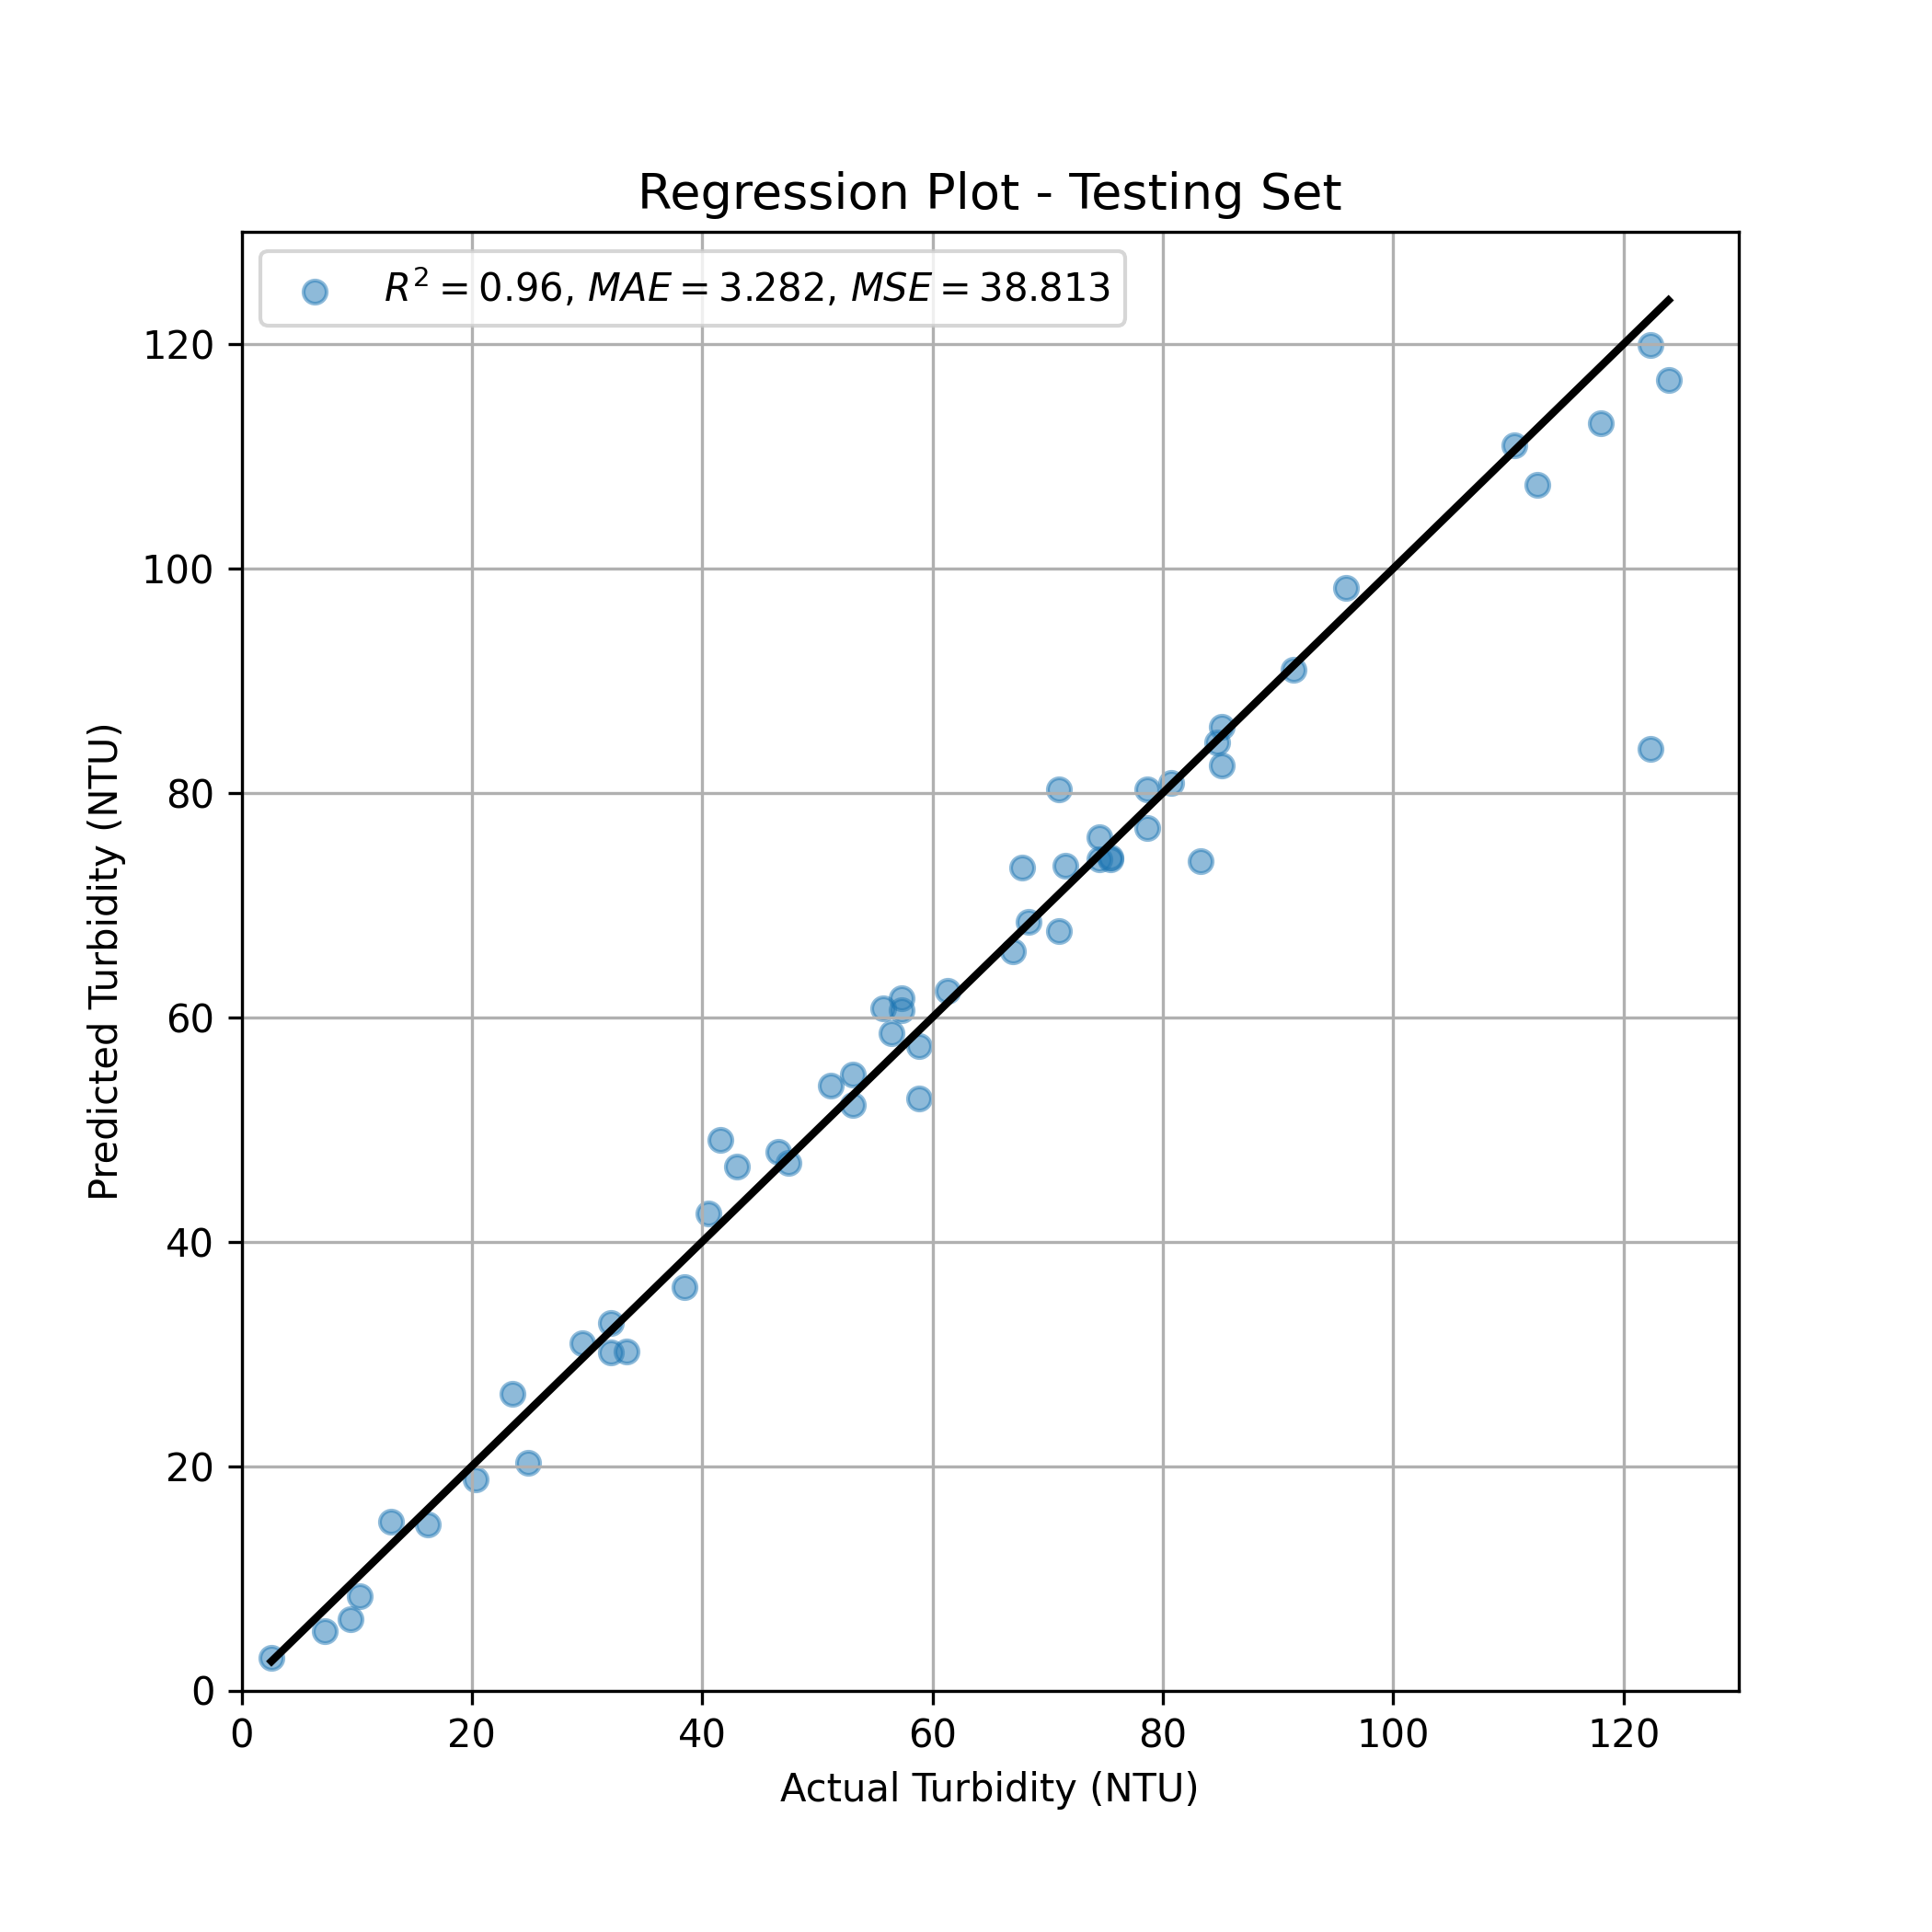 Regression Plot - Testing Set
R² = 0.96, MAE = 3.282, MSE = 38.813
120
100
80
60
40
20
0
Predicted Turbidity (NTU)
0 20 40 60 80 100 120
Actual Turbidity (NTU)